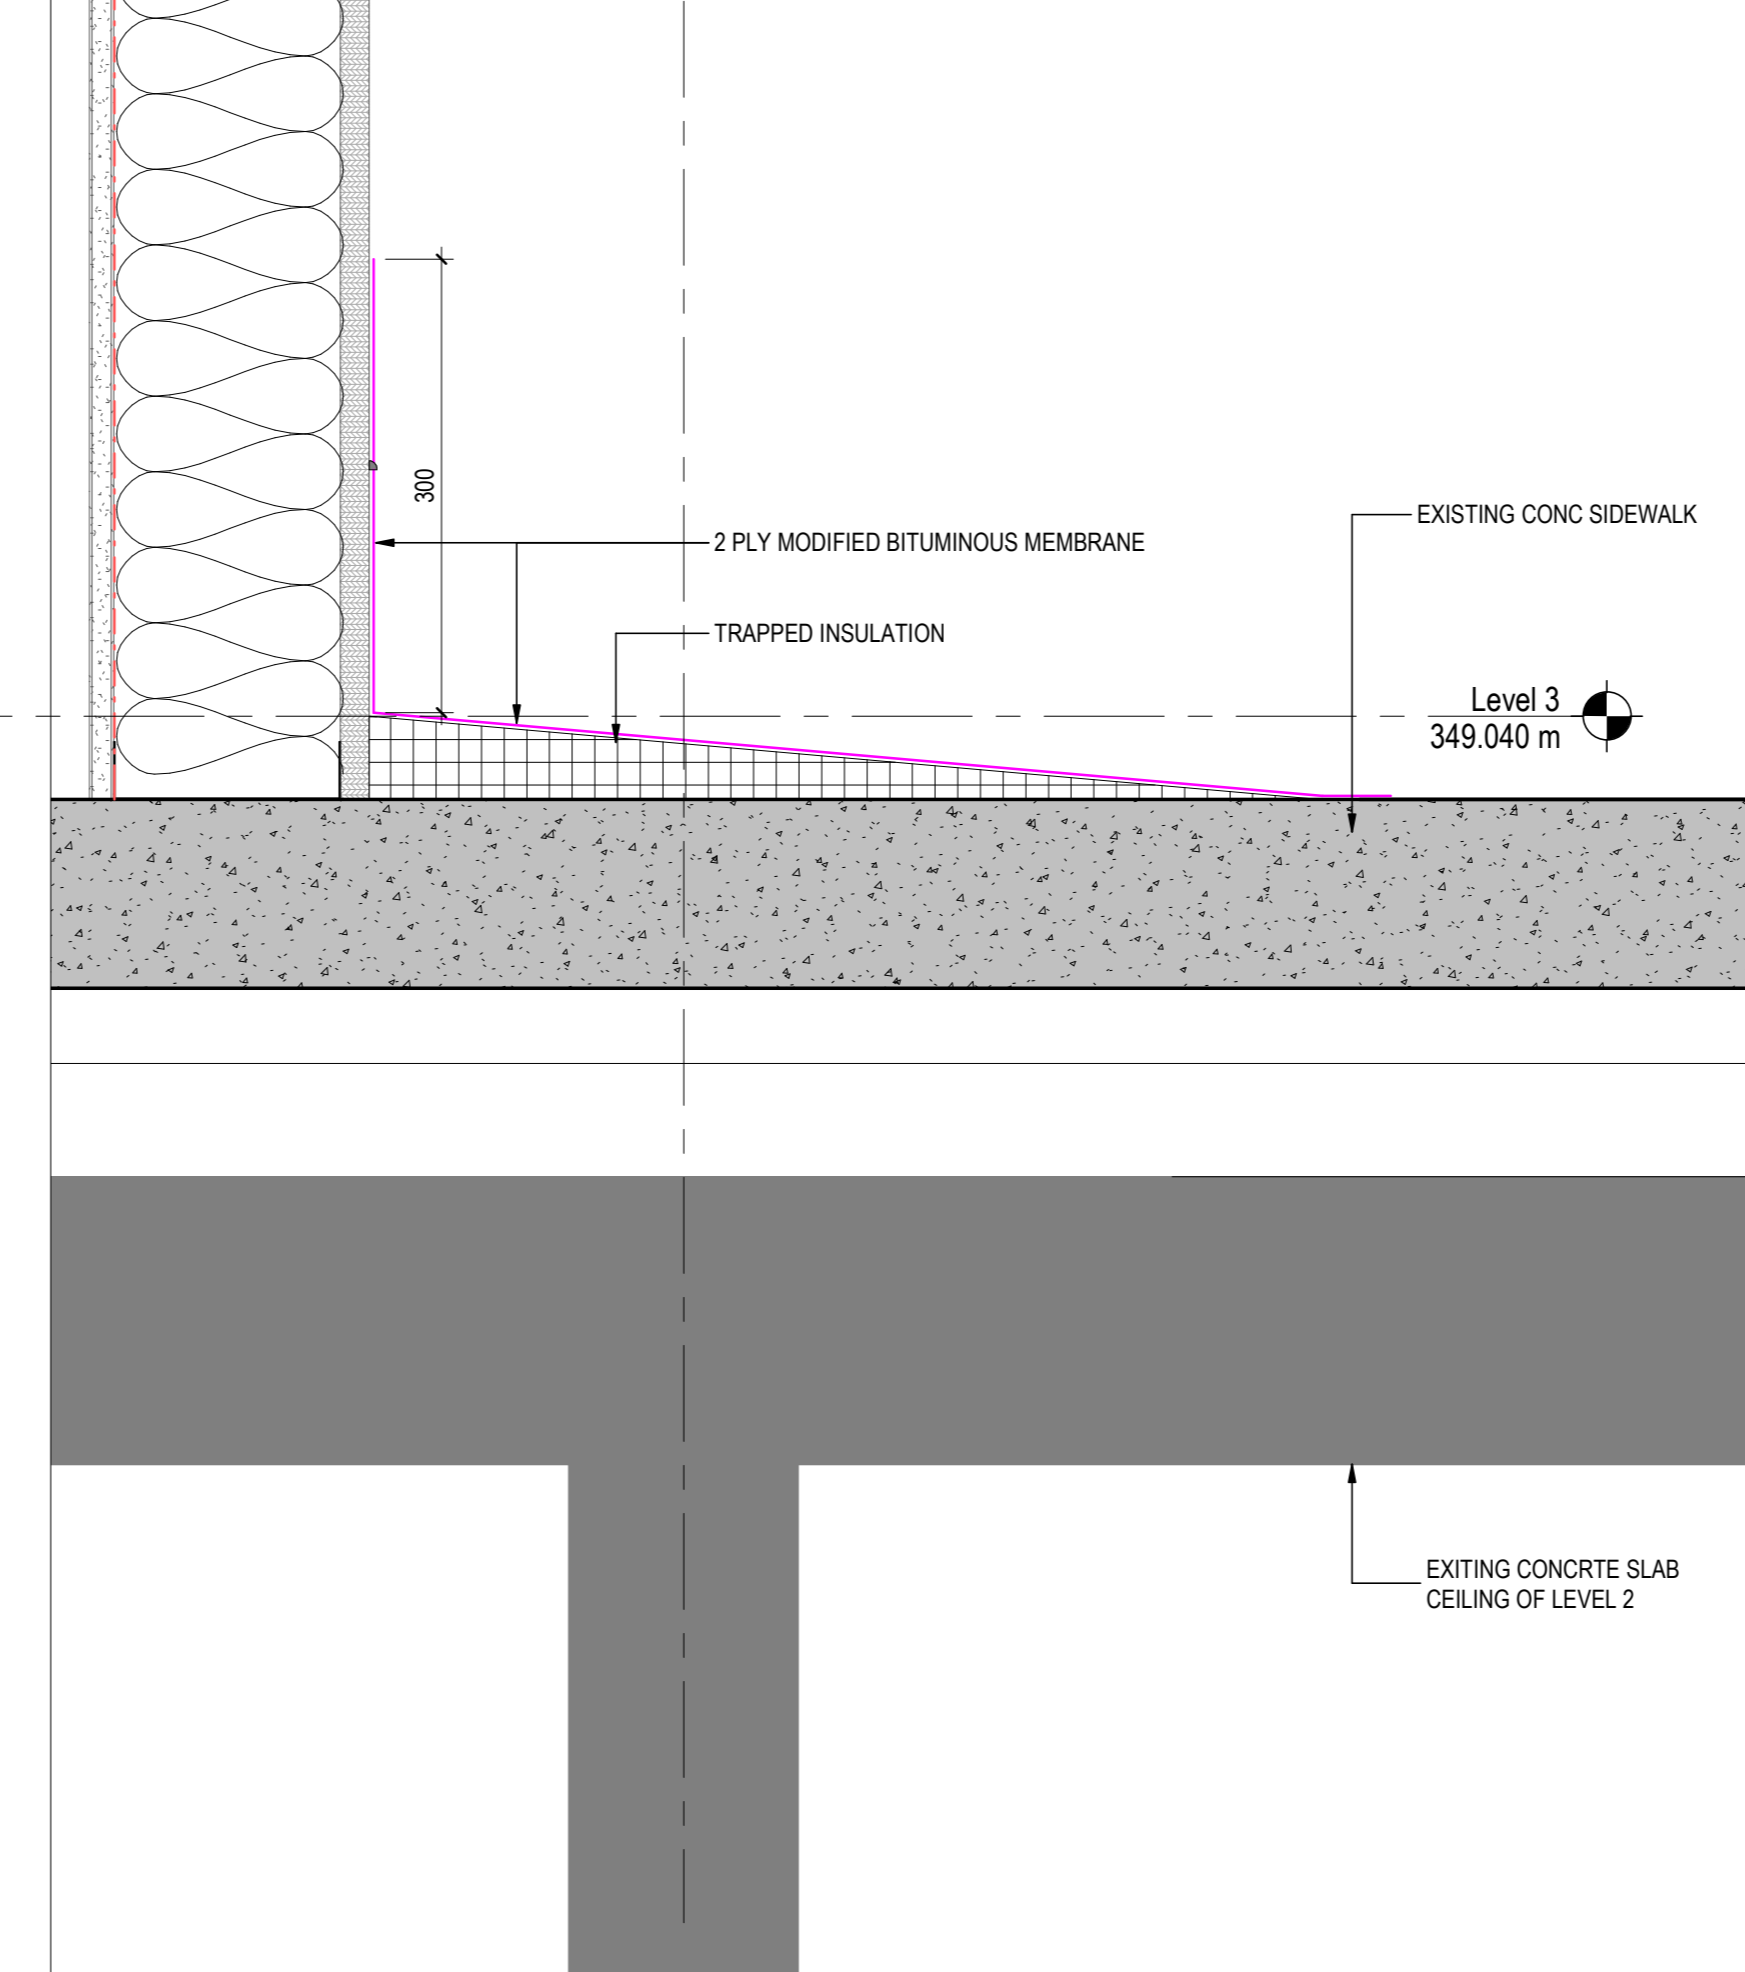 300
2 PLY MODIFIED BITUMINOUS MEMBRANE
TRAPPED INSULATION
EXISTING CONC SIDEWALK
Level 3
349.040 m
EXITING CONCRTE SLAB
CEILING OF LEVEL 2